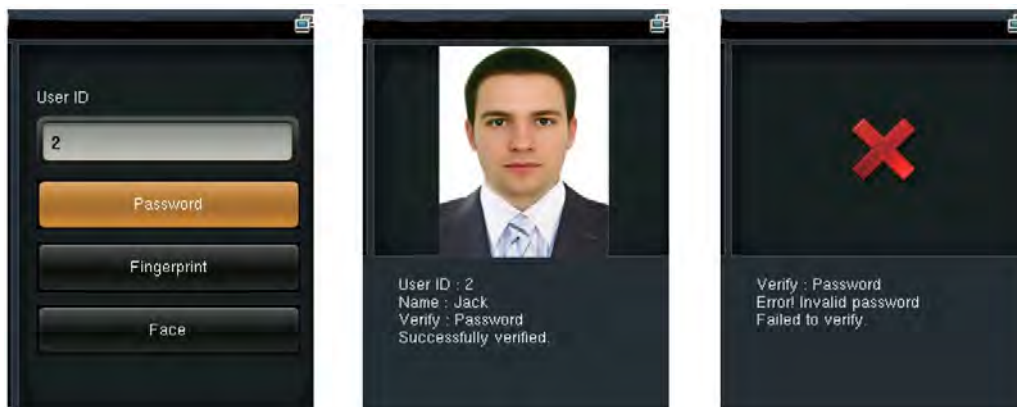 User ID
2
Password
Fingerprint
Face
User ID : 2
Name : Jack
Verify : Password
Successfully verified.
Verify : Password
Error! Invalid password
Failed to verify.